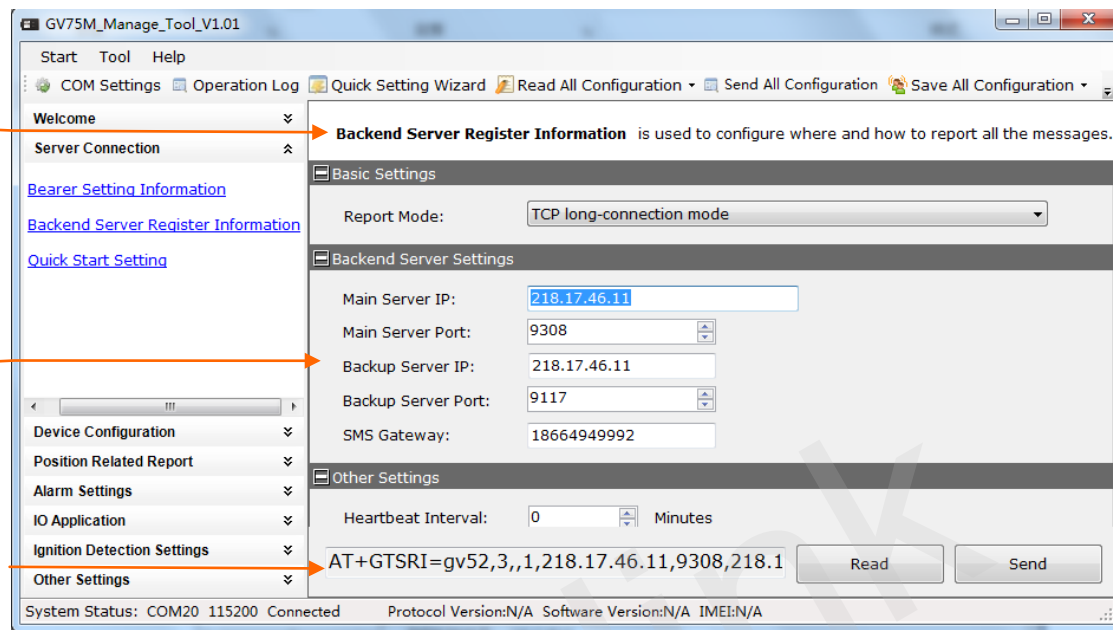 GV75M_Manage_Tool_V1.01
Start Tool Help
COM Settings Operation Log Quick Setting Wizard Read All Configuration Send All Configuration Save All Configuration
Welcome
Server Connection
Bearer Setting Information
Backend Server Register Information
Quick Start Setting
Device Configuration
Position Related Report
Alarm Settings
IO Application
Ignition Detection Settings
Other Settings
Backend Server Register Information is used to configure where and how to report all the messages.
Basic Settings
Report Mode: TCP long-connection mode
Backend Server Settings
Main Server IP: 218.17.46.11
Main Server Port: 9308
Backup Server IP: 218.17.46.11
Backup Server Port: 9117
SMS Gateway: 18664949992
Other Settings
Heartbeat Interval: 0 Minutes
AT+GTSRI=gv52,3,,1,218.17.46.11,9308,218.1 Read Send
System Status: COM20 115200 Connected Protocol Version:N/A Software Version:N/A IMEI:N/A